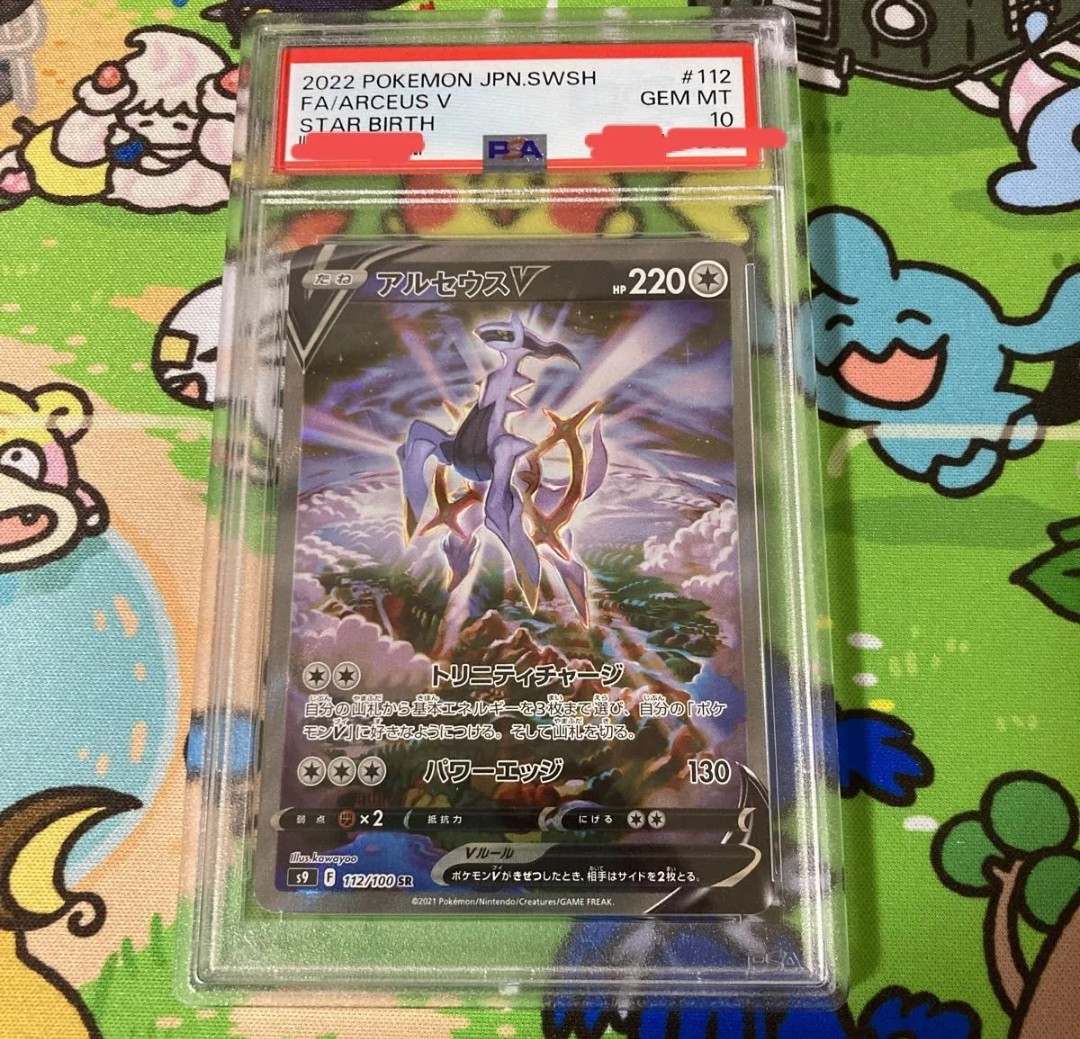 2022 POKEMON JPN.SWSH #112
FA/ARCEUS V GEM MT
STAR BIRTH 10
PSA
たね アルセウスV HP 220
トリニティチャージ
自分の山札から基本エネルギーを3枚まで選び、自分の「ポケ
モンV」に好きなようにつける。そして山札を切る。
パワーエッジ 130
弱点 ×2 抵抗力 にげる
Illus.kawayoo
Vルール
s9 F 112/100 SR
ポケモンVがきぜつしたとき、相手はサイドを2枚とる。
©2021 Pokémon/Nintendo/Creatures/GAME FREAK.
PSA